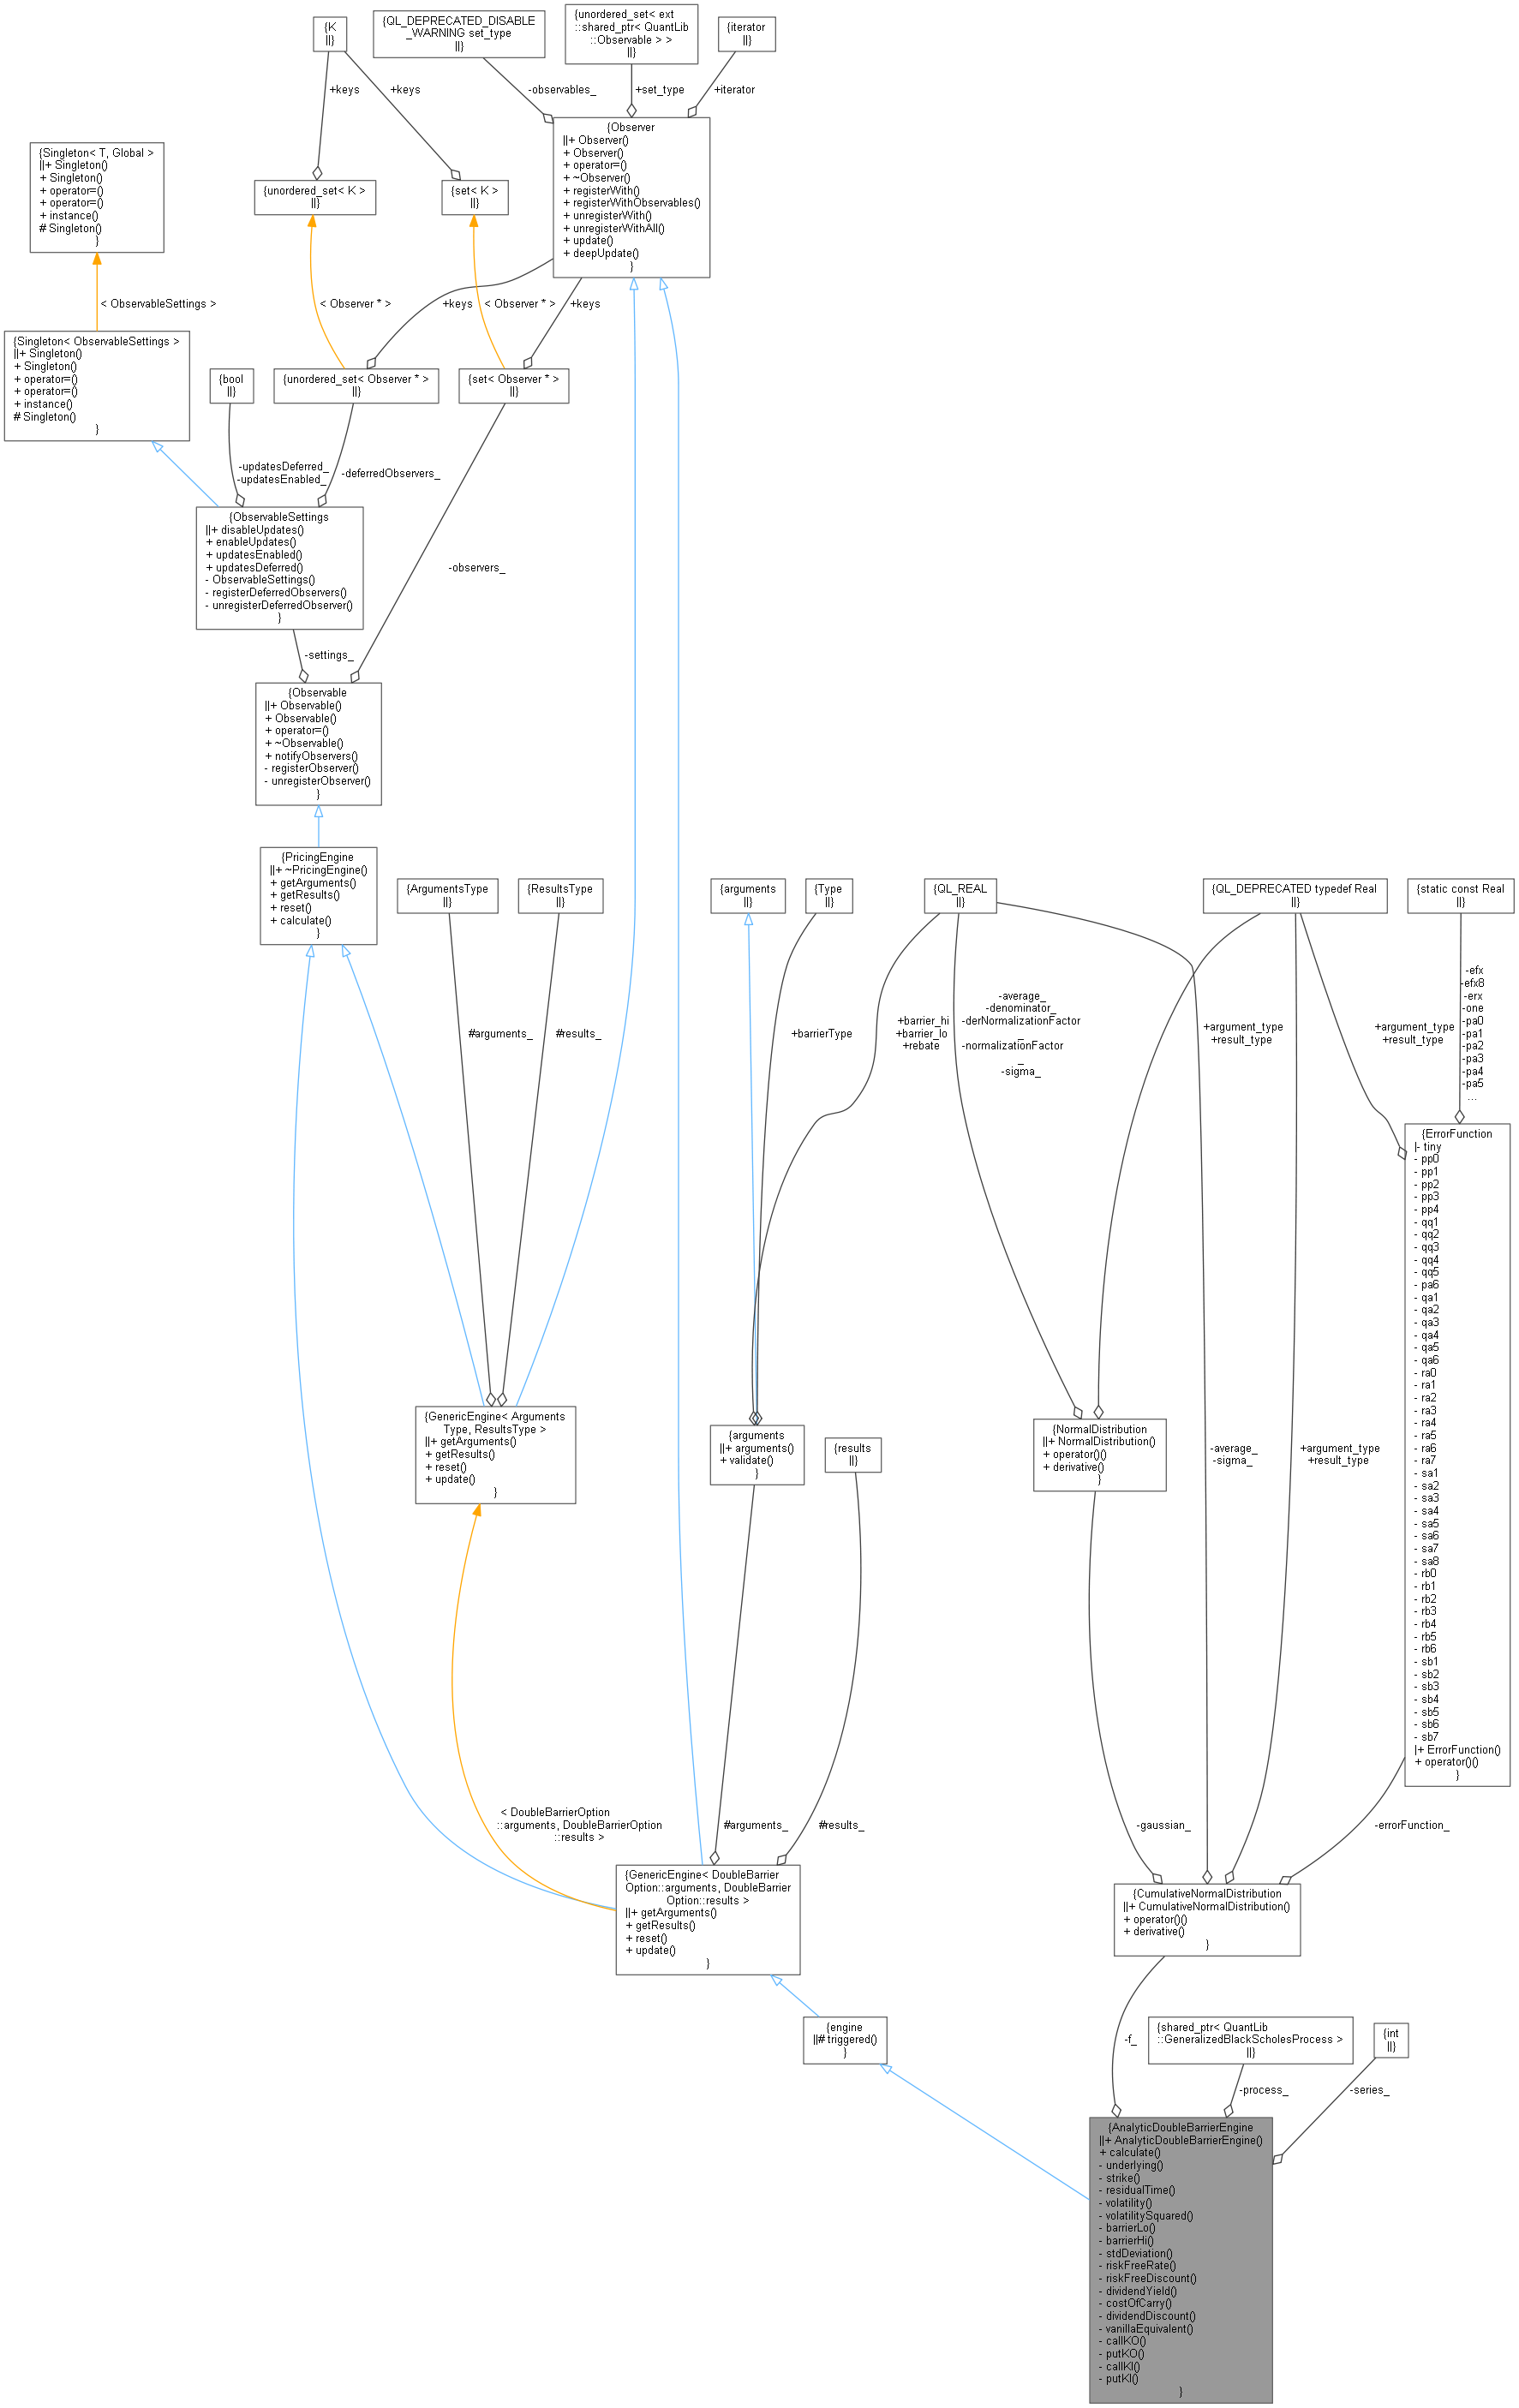 {K
||}
{QL_DEPRECATED_DISABLE
_WARNING set_type
||}
{unordered_set< ext
::shared_ptr< QuantLib
::Observable > >
||}
{iterator
||}
+keys
+keys
-observables_
+set_type
+iterator
{Singleton< T, Global >
||+ Singleton()
+ Singleton()
+ operator=()
+ operator=()
+ instance()
# Singleton()
}
{unordered_set< K >
||}
{set< K >
||}
{Observer
||+ Observer()
+ Observer()
+ operator=()
+ ~Observer()
+ registerWith()
+ registerWithObservables()
+ unregisterWith()
+ unregisterWithAll()
+ update()
+ deepUpdate()
}
< ObservableSettings >
< Observer * >
+keys
< Observer * >
+keys
{Singleton< ObservableSettings >
||+ Singleton()
+ Singleton()
+ operator=()
+ operator=()
+ instance()
# Singleton()
}
{bool
||}
{unordered_set< Observer * >
||}
{set< Observer * >
||}
-updatesDeferred_
-updatesEnabled_
-deferredObservers_
{ObservableSettings
||+ disableUpdates()
+ enableUpdates()
+ updatesEnabled()
+ updatesDeferred()
- ObservableSettings()
- registerDeferredObservers()
- unregisterDeferredObserver()
}
-observers_
-settings_
{Observable
||+ Observable()
+ Observable()
+ operator=()
+ ~Observable()
+ notifyObservers()
- registerObserver()
- unregisterObserver()
}
{PricingEngine
||+ ~PricingEngine()
+ getArguments()
+ getResults()
+ reset()
+ calculate()
}
{ArgumentsType
||}
{ResultsType
||}
{arguments
||}
{Type
||}
{QL_REAL
||}
{QL_DEPRECATED typedef Real
||}
{static const Real
||}
#arguments_
#results_
+barrierType
+barrier_hi
+barrier_lo
+rebate
-average_
-denominator_
-derNormalizationFactor
_
-normalizationFactor
_
-sigma_
+argument_type
+result_type
+argument_type
+result_type
-efx
-efx8
-erx
-one
-pa0
-pa1
-pa2
-pa3
-pa4
-pa5
...
{ErrorFunction
|- tiny
- pp0
- pp1
- pp2
- pp3
- pp4
- qq1
- qq2
- qq3
- qq4
- qq5
- pa6
- qa1
- qa2
- qa3
- qa4
- qa5
- qa6
- ra0
- ra1
- ra2
- ra3
- ra4
- ra5
- ra6
- ra7
- sa1
- sa2
- sa3
- sa4
- sa5
- sa6
- sa7
- sa8
- rb0
- rb1
- rb2
- rb3
- rb4
- rb5
- rb6
- sb1
- sb2
- sb3
- sb4
- sb5
- sb6
- sb7
|+ ErrorFunction()
+ operator()()
}
{GenericEngine< Arguments
Type, ResultsType >
||+ getArguments()
+ getResults()
+ reset()
+ update()
}
{arguments
||+ arguments()
+ validate()
}
{results
||}
{NormalDistribution
||+ NormalDistribution()
+ operator()()
+ derivative()
}
-average_
-sigma_
+argument_type
+result_type
< DoubleBarrierOption
::arguments, DoubleBarrierOption
::results >
#arguments_
#results_
-gaussian_
-errorFunction_
{GenericEngine< DoubleBarrier
Option::arguments, DoubleBarrier
Option::results >
||+ getArguments()
+ getResults()
+ reset()
+ update()
}
{CumulativeNormalDistribution
||+ CumulativeNormalDistribution()
+ operator()()
+ derivative()
}
{engine
||# triggered()
}
-f_
{shared_ptr< QuantLib
::GeneralizedBlackScholesProcess >
||}
{int
||}
-process_
-series_
{AnalyticDoubleBarrierEngine
||+ AnalyticDoubleBarrierEngine()
+ calculate()
- underlying()
- strike()
- residualTime()
- volatility()
- volatilitySquared()
- barrierLo()
- barrierHi()
- stdDeviation()
- riskFreeRate()
- riskFreeDiscount()
- dividendYield()
- costOfCarry()
- dividendDiscount()
- vanillaEquivalent()
- callKO()
- putKO()
- callKI()
- putKI()
}